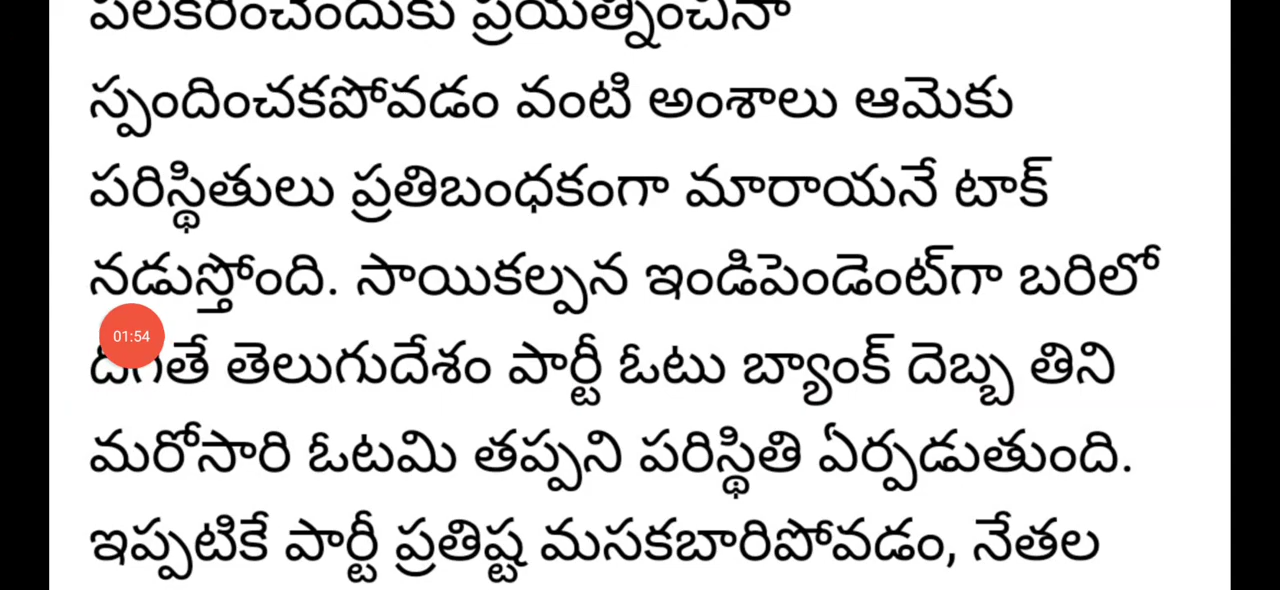 పలకరించేందుకు ప్రయత్నించినా
స్పందించకపోవడం వంటి అంశాలు ఆమెకు
పరిస్థితులు ప్రతిబంధకంగా మారాయనే టాక్
నడుస్తోంది. సాయికల్పన ఇండిపెండెంట్‌గా బరిలో
01:54
తెలుగుదేశం పార్టీ ఓటు బ్యాంక్ దెబ్బ తిని
మరోసారి ఓటమి తప్పని పరిస్థితి ఏర్పడుతుంది.
ఇప్పటికే పార్టీ ప్రతిష్ట మసకబారిపోవడం, నేతల